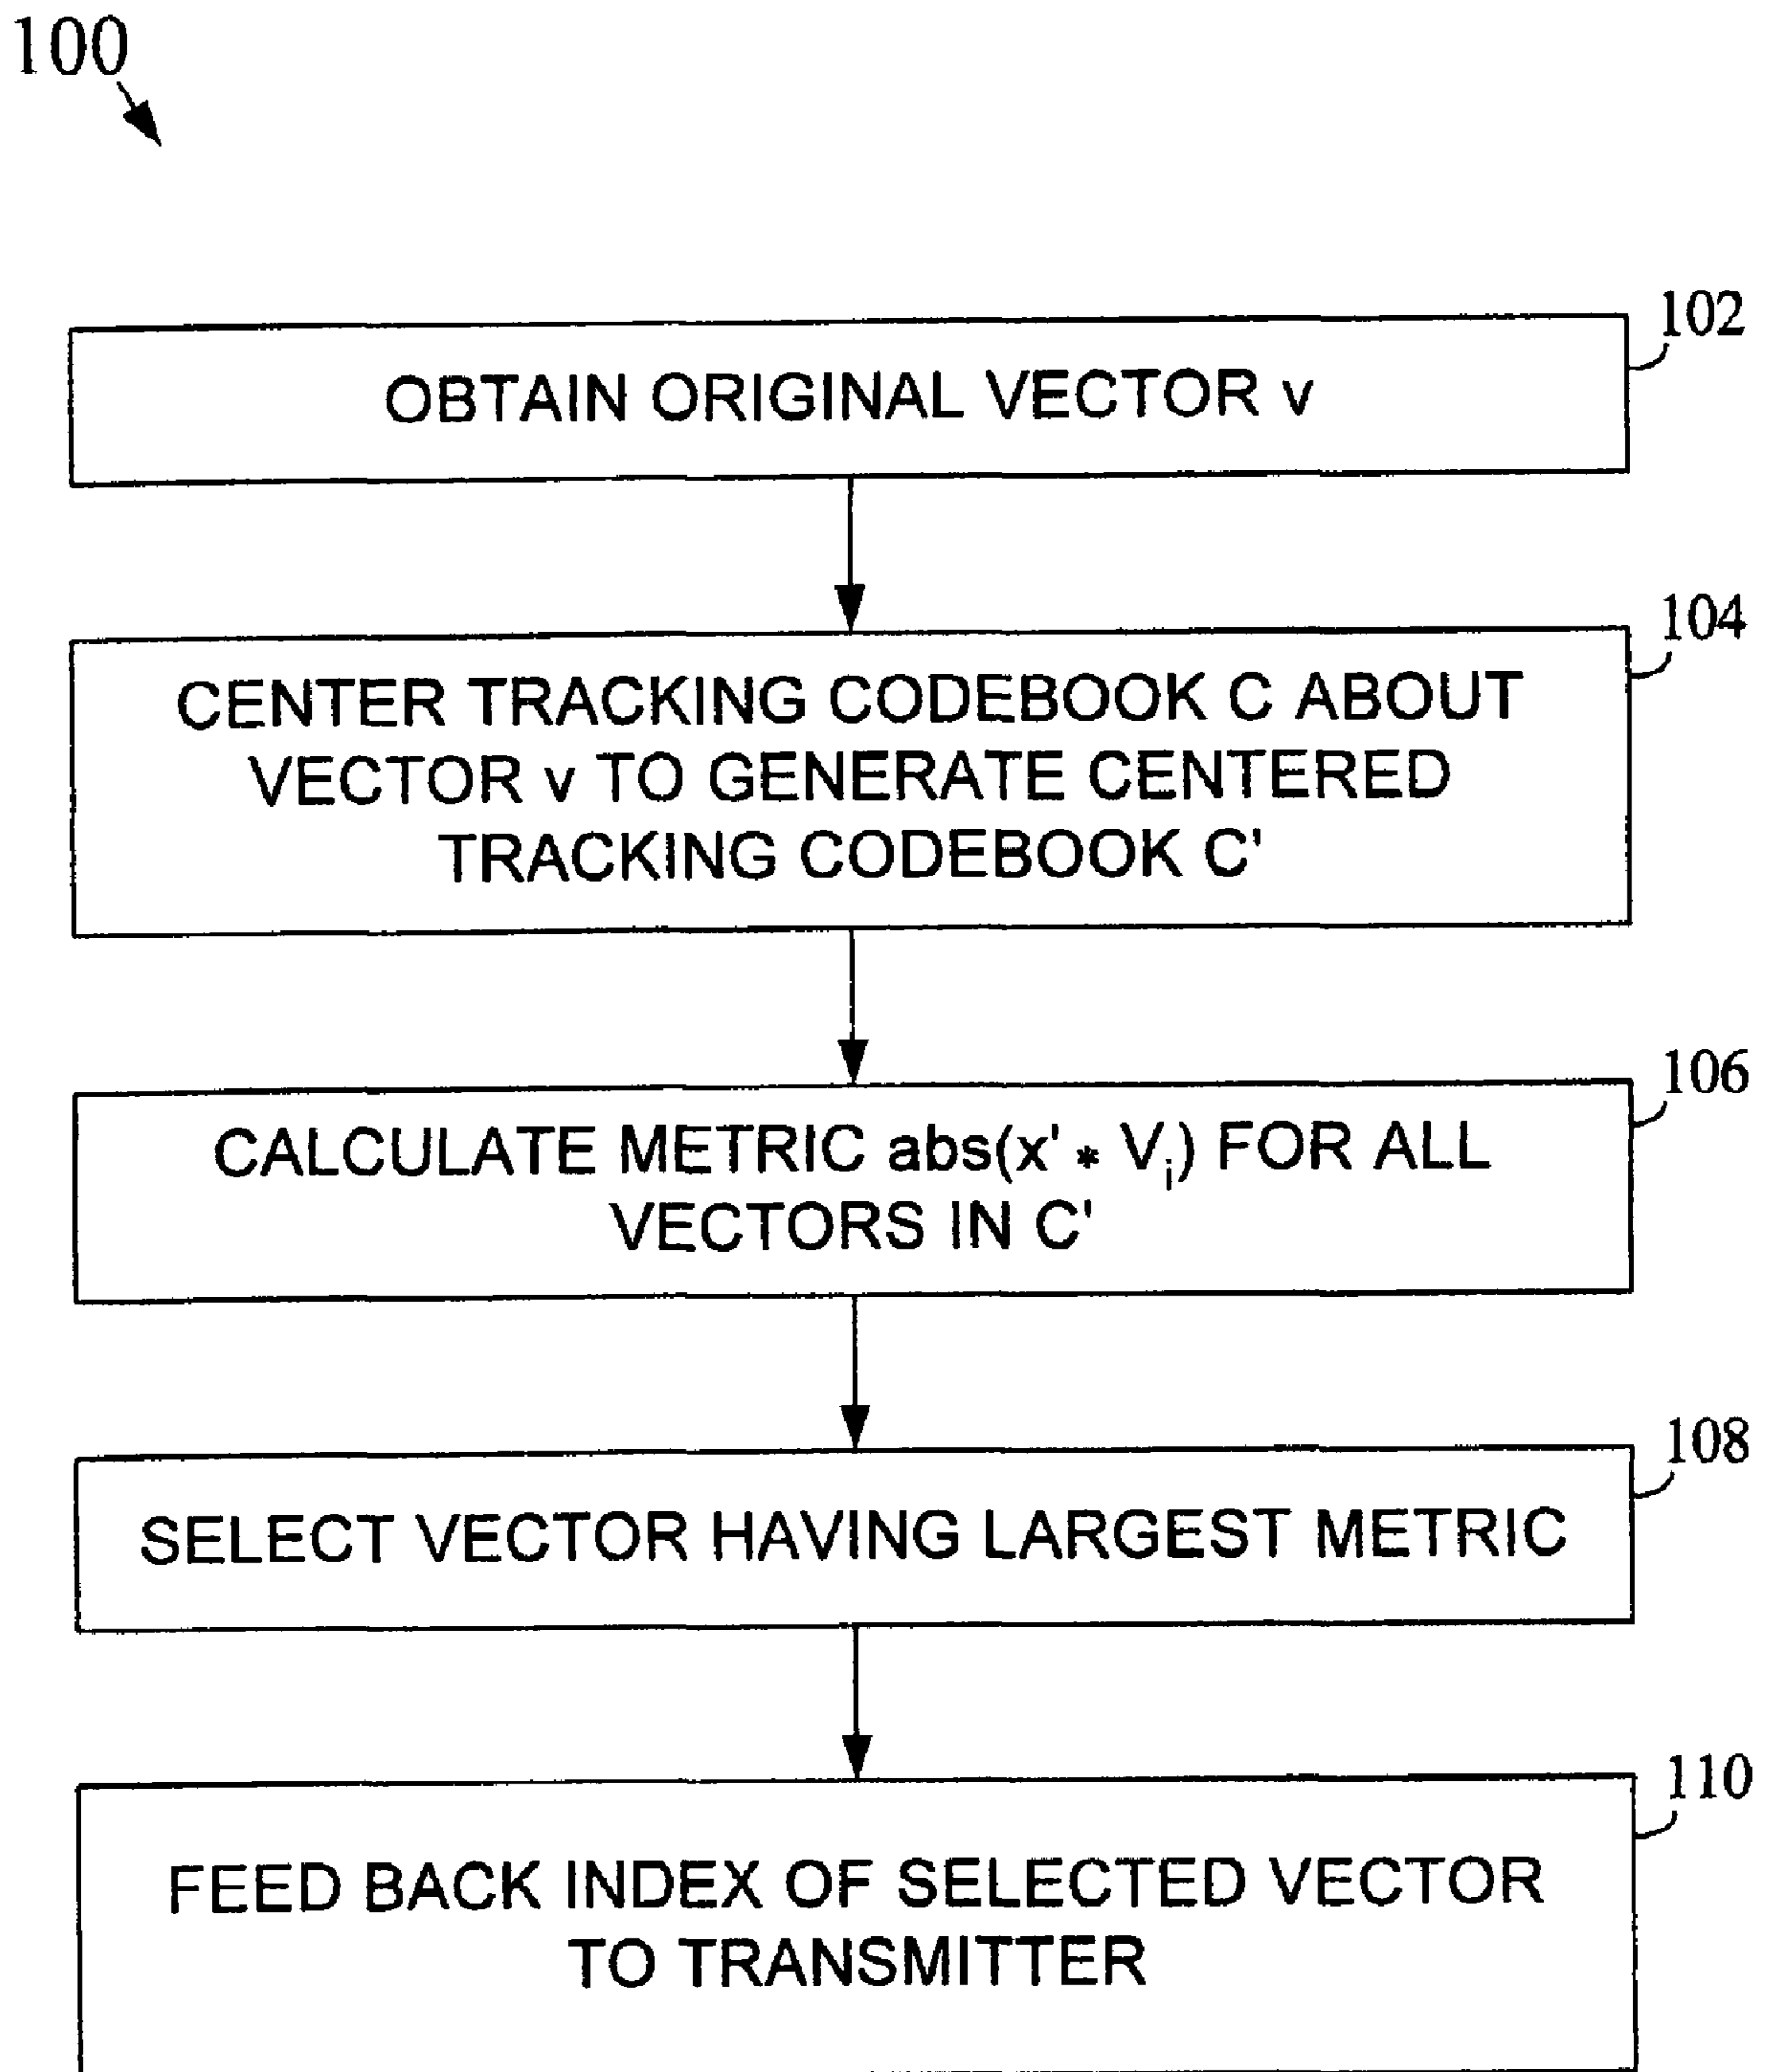 100
102
OBTAIN ORIGINAL VECTOR v
104
CENTER TRACKING CODEBOOK C ABOUT
VECTOR v TO GENERATE CENTERED
TRACKING CODEBOOK C'
106
CALCULATE METRIC abs(x' * Vi) FOR ALL
VECTORS IN C'
108
SELECT VECTOR HAVING LARGEST METRIC
110
FEED BACK INDEX OF SELECTED VECTOR
TO TRANSMITTER